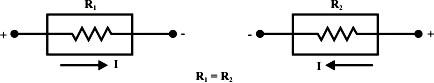 R₁ R₂
+ - - +
I I
R₁ = R₂